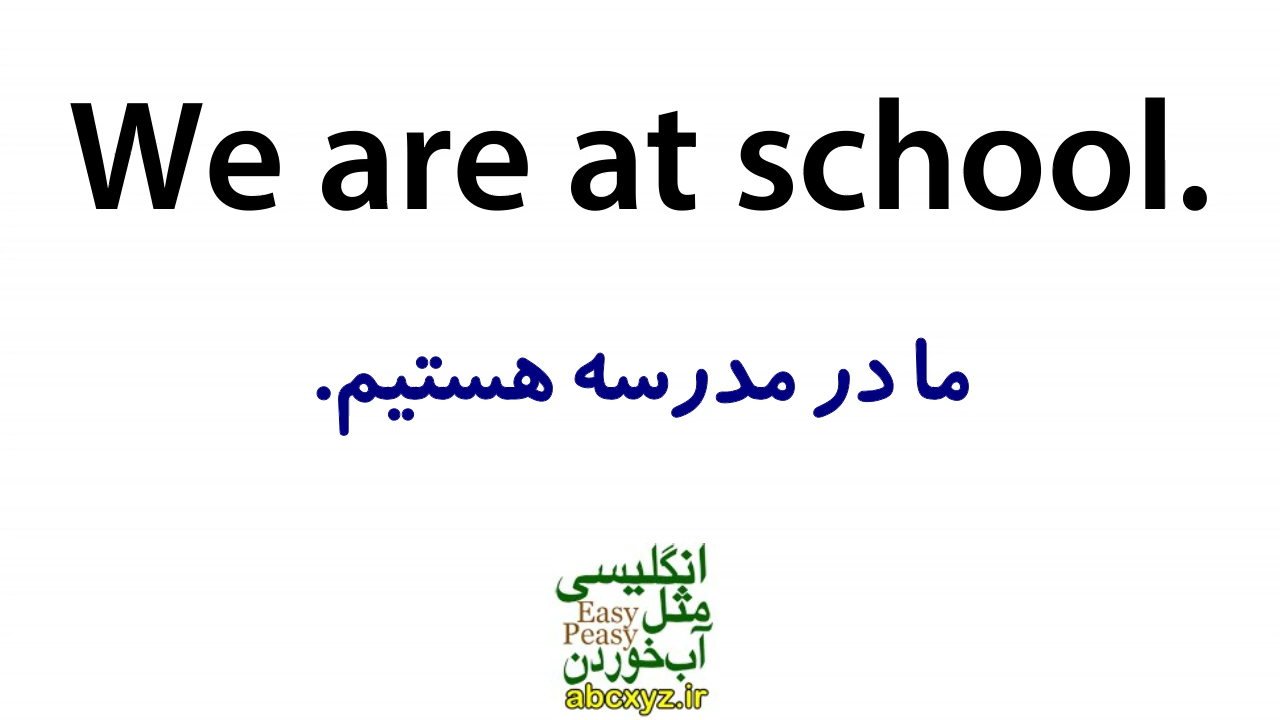 We are at school.
ما در مدرسه هستیم.
انگلیسی
مثل
Easy
Peasy
آب‌خوردن
abcxyz.ir